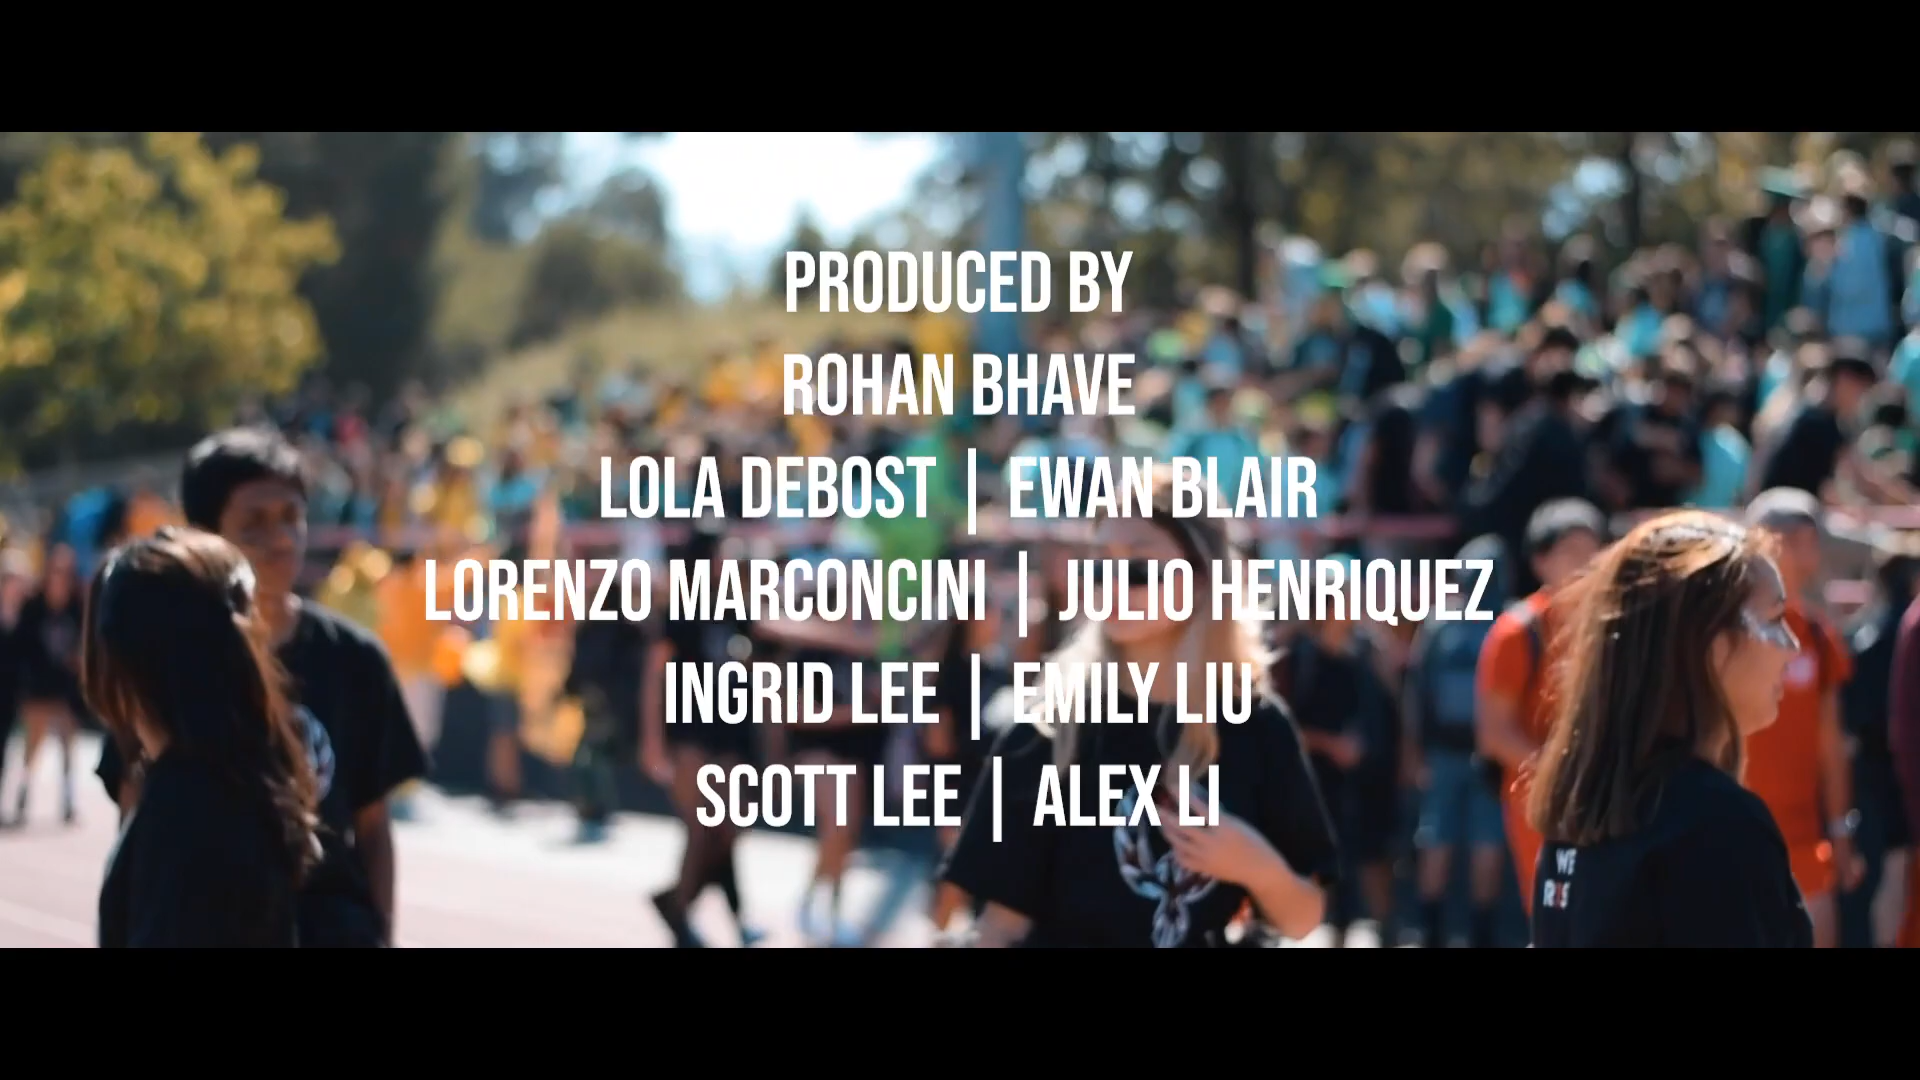 PRODUCED BY
ROHAN BHAVE
LOLA DEBOST | EWAN BLAIR
LORENZO MARCONCINI | JULIO HENRIQUEZ
INGRID LEE | EMILY LIU
SCOTT LEE | ALEX LI
WE